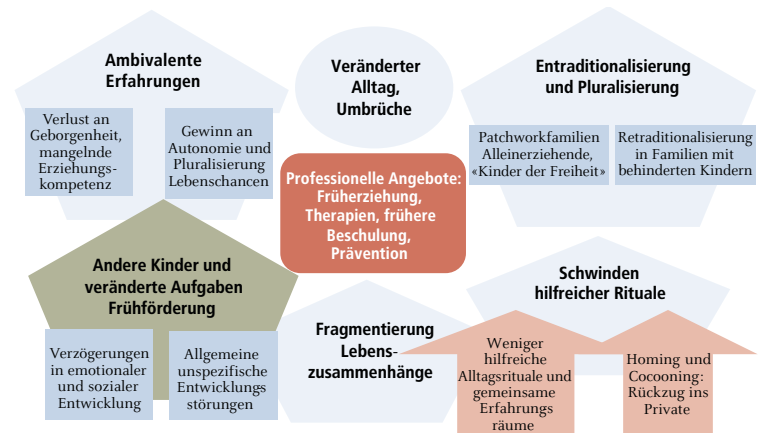 Ambivalente
Erfahrungen
Verlust an
Geborgenheit,
mangelnde
Erziehungs-
kompetenz
Gewinn an
Autonomie und
Pluralisierung
Lebenschancen
Veränderter
Alltag,
Umbrüche
Entraditionalisierung
und Pluralisierung
Patchworkfamilien
Alleinerziehende,
«Kinder der Freiheit»
Retraditionalisierung
in Familien mit
behinderten Kindern
Professionelle Angebote:
Früherziehung,
Therapien, frühere
Beschulung,
Prävention
Andere Kinder und
veränderte Aufgaben
Frühförderung
Verzögerungen
in emotionaler
und sozialer
Entwicklung
Allgemeine
unspezifische
Entwicklungs
störungen
Fragmentierung
Lebens-
zusammenhänge
Schwinden
hilfreicher Rituale
Weniger
hilfreiche
Alltagsrituale und
gemeinsame
Erfahrungs
räume
Homing und
Cocooning:
Rückzug ins
Private